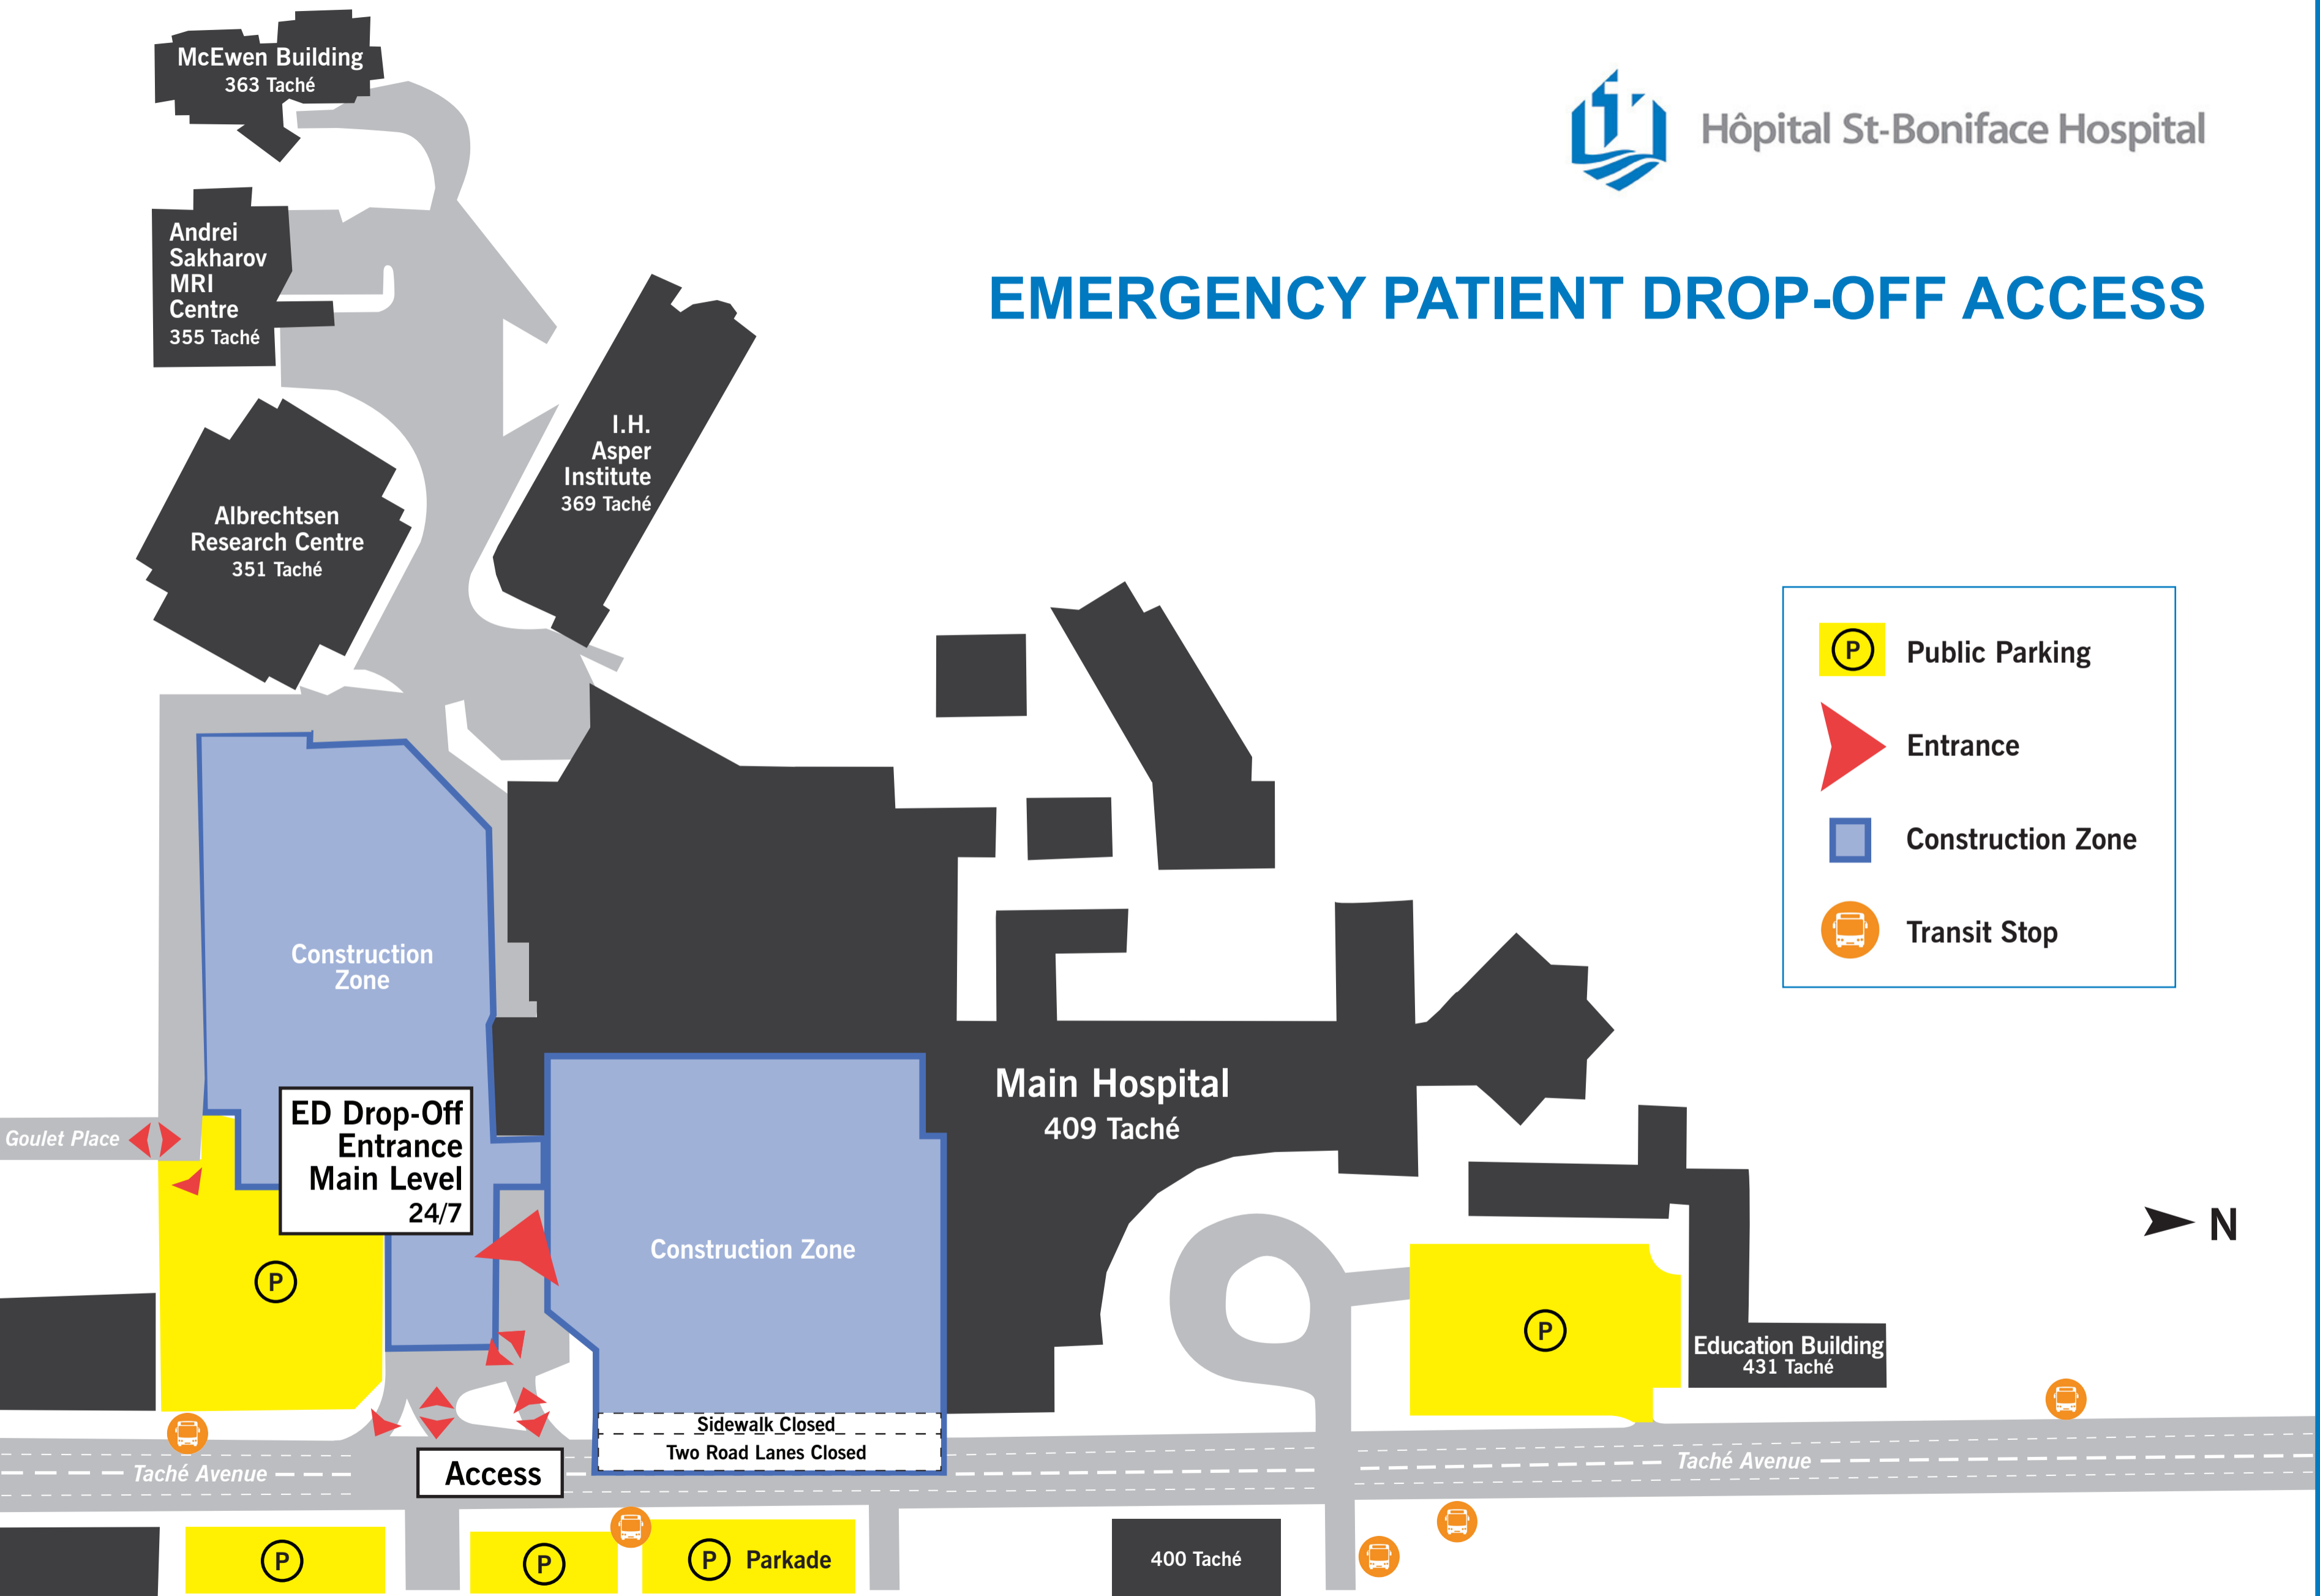 McEwen Building
363 Taché
Hôpital St-Boniface Hospital
Andrei
Sakharov
MRI
Centre
355 Taché
EMERGENCY PATIENT DROP-OFF ACCESS
I.H.
Asper
Institute
369 Taché
Albrechtsen
Research Centre
351 Taché
P Public Parking
Entrance
Construction Zone
Transit Stop
Construction
Zone
Main Hospital
409 Taché
ED Drop-Off
Entrance
Main Level
24/7
Goulet Place
N
Construction Zone
P
P
Education Building
431 Taché
Sidewalk Closed
Two Road Lanes Closed
Taché Avenue
Access
Taché Avenue
P
P
P Parkade
400 Taché